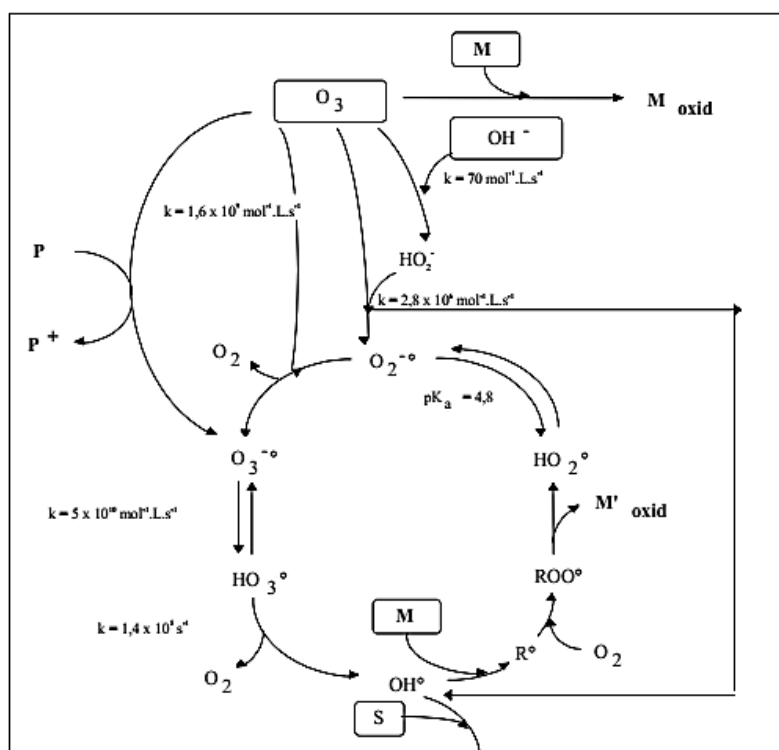 M
O₃
M oxid
OH⁻
k = 70 mol⁻¹.L.s⁻¹
k = 1,6 x 10⁹ mol⁻¹.L.s⁻¹
P
HO₂⁻
k = 2,8 x 10⁶ mol⁻¹.L.s⁻¹
P⁺
O₂
O₂⁻°
pKₐ = 4,8
O₃⁻°
HO₂°
k = 5 x 10¹⁰ mol⁻¹.L.s⁻¹
M' oxid
HO₃°
ROO°
M
k = 1,4 x 10⁵ s⁻¹
R°
O₂
O₂
OH°
S